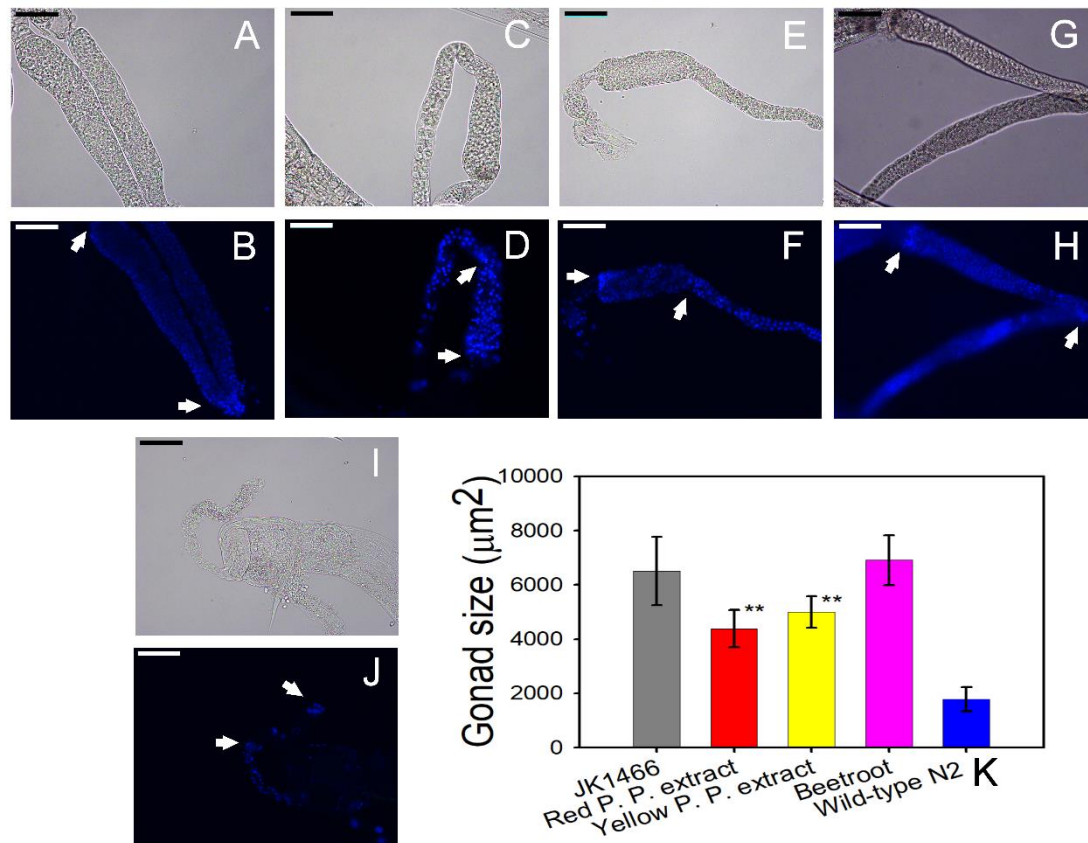 A
C
E
G
B
D
F
H
I
J
Gonad size (μm2)
10000
8000
6000
4000
2000
0
**
**
JK1466
Red P. P. extract
Yellow P. P. extract
Beetroot
Wild-type N2
K